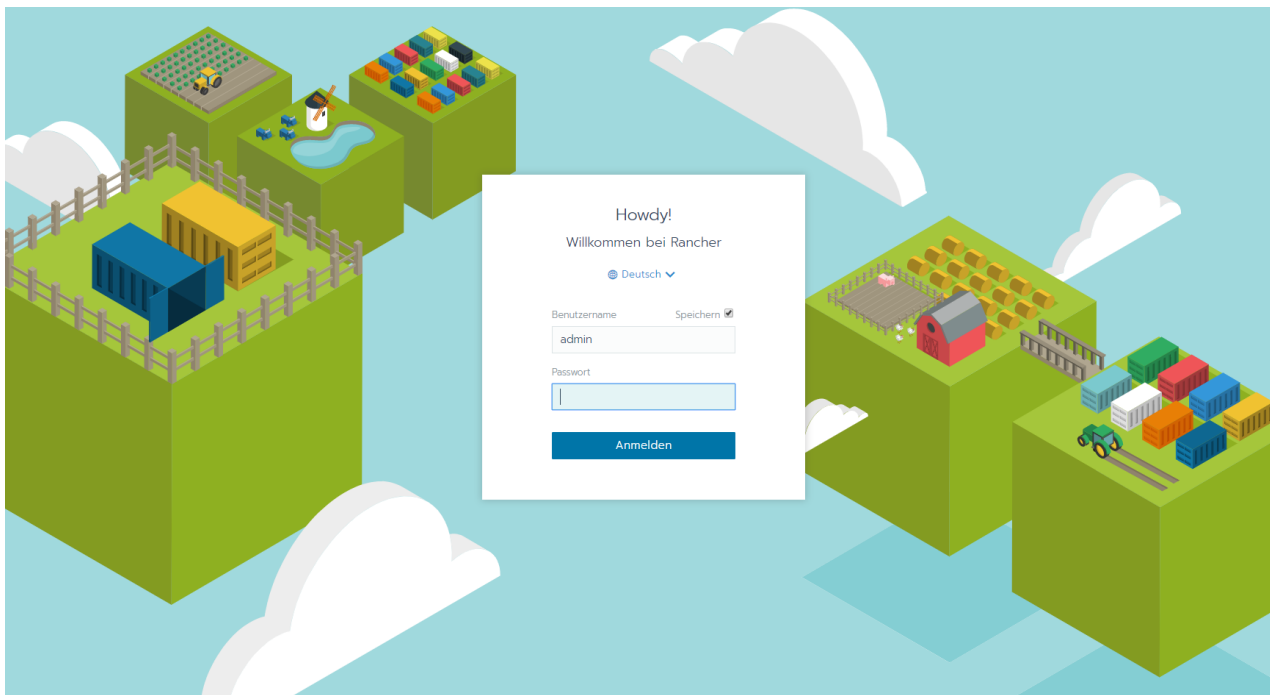 Howdy!
Willkommen bei Rancher
Deutsch
Benutzername Speichern
admin
Passwort
Anmelden